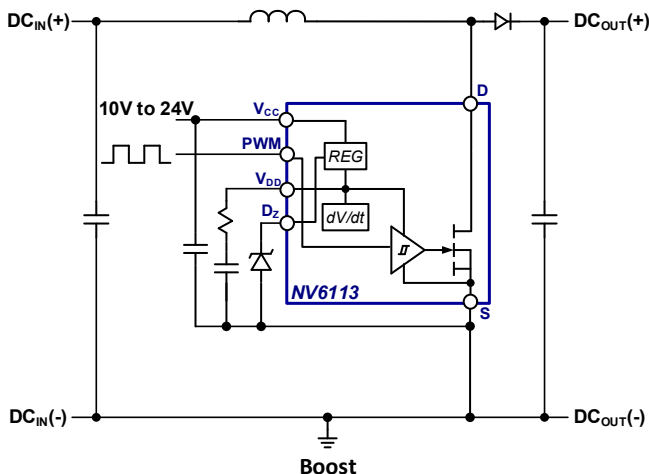 DC_IN(+)
DC_OUT(+)
D
10V to 24V
V_CC
PWM
REG
V_DD
dV/dt
D_Z
NV6113
S
DC_IN(-)
DC_OUT(-)
Boost